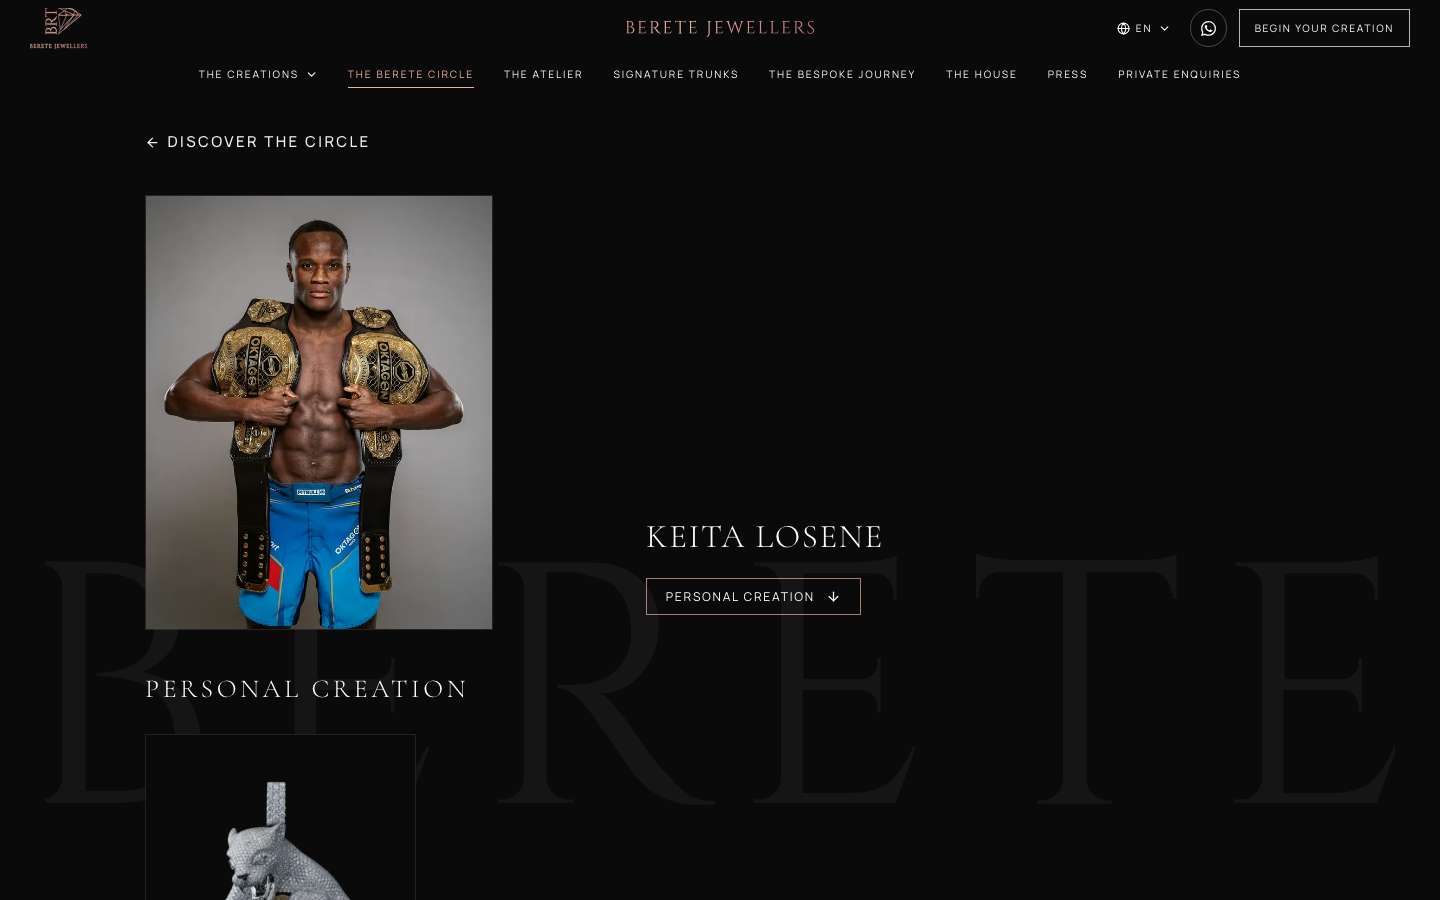 BRT
BERETE JEWELLERS
BERETE JEWELLERS
EN
BEGIN YOUR CREATION
THE CREATIONS
THE BERETE CIRCLE
THE ATELIER
SIGNATURE TRUNKS
THE BESPOKE JOURNEY
THE HOUSE
PRESS
PRIVATE ENQUIRIES
← DISCOVER THE CIRCLE
OKTAGON
OKTAGON
PITBULL
OKTAGON
KEITA LOSENE
PERSONAL CREATION ↓
BERETE
PERSONAL CREATION